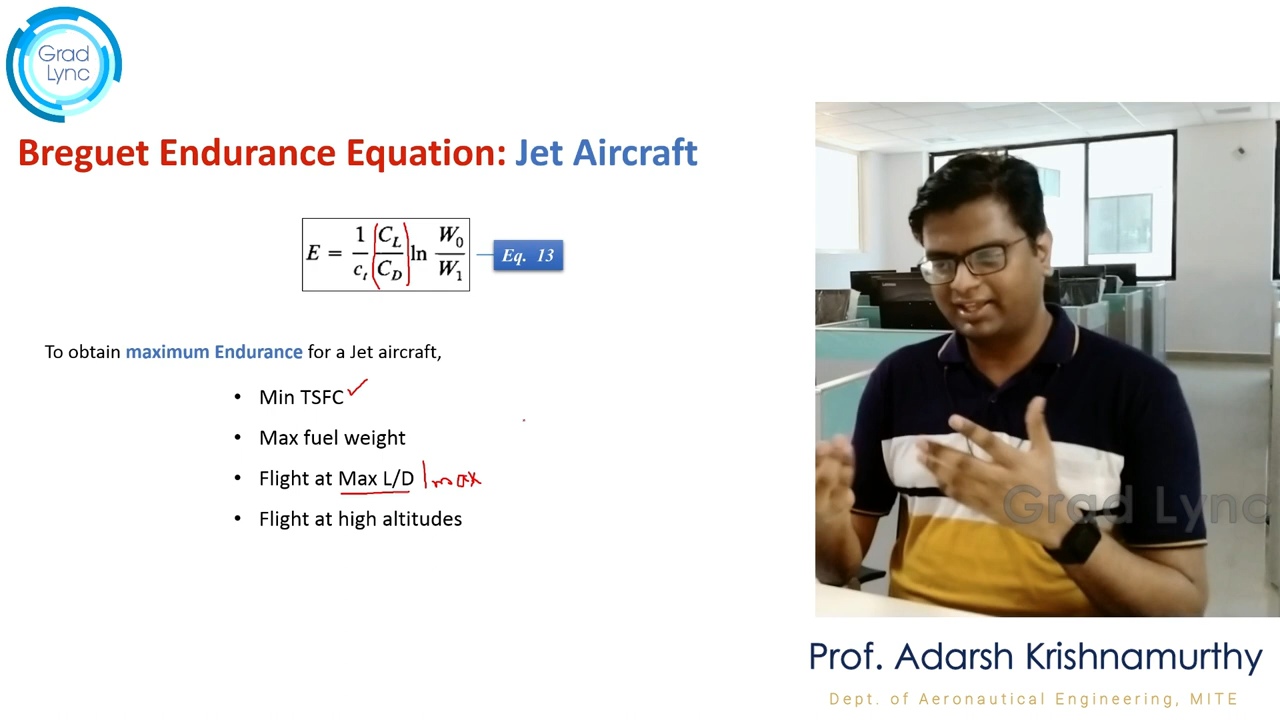 Grad
Lync
Breguet Endurance Equation: Jet Aircraft
E = 1/c_t (C_L/C_D) ln W_0/W_1
Eq. 13
To obtain maximum Endurance for a Jet aircraft,
• Min TSFC ✓
• Max fuel weight
• Flight at Max L/D |max
• Flight at high altitudes
Lenovo
Grad Lync
Prof. Adarsh Krishnamurthy
Dept. of Aeronautical Engineering, MITE